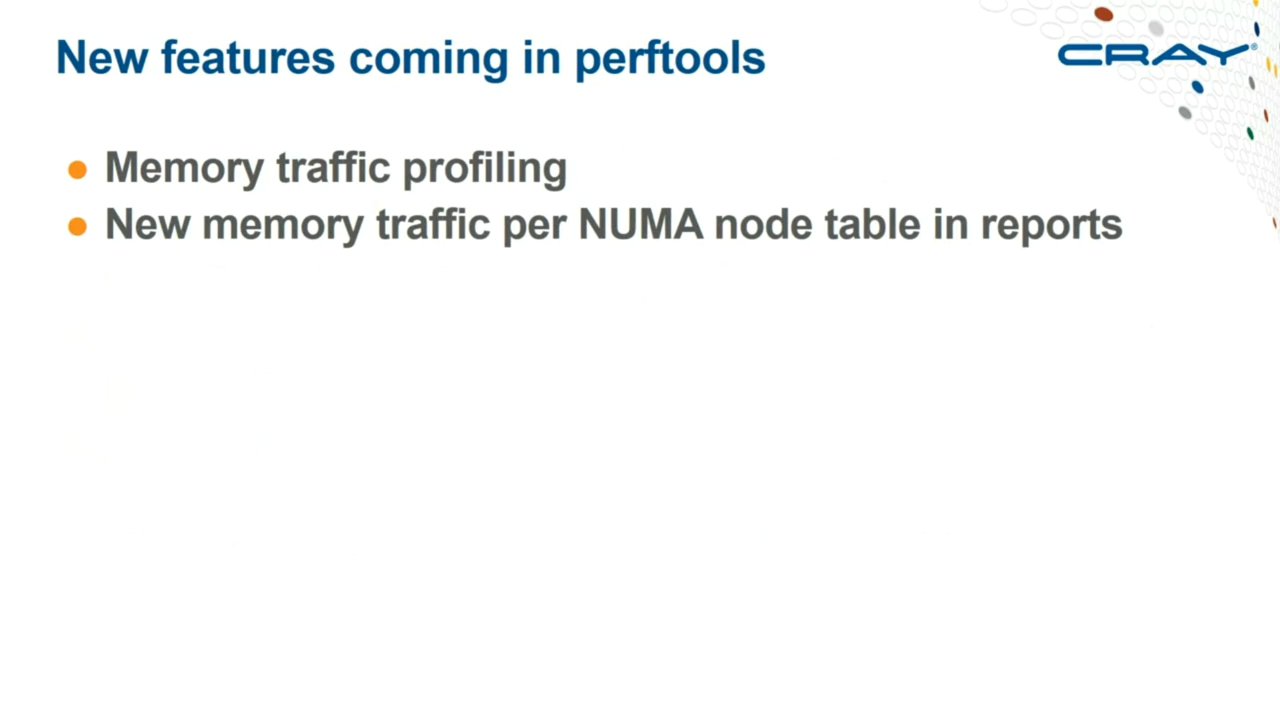 New features coming in perftools
CRAY®
● Memory traffic profiling
● New memory traffic per NUMA node table in reports